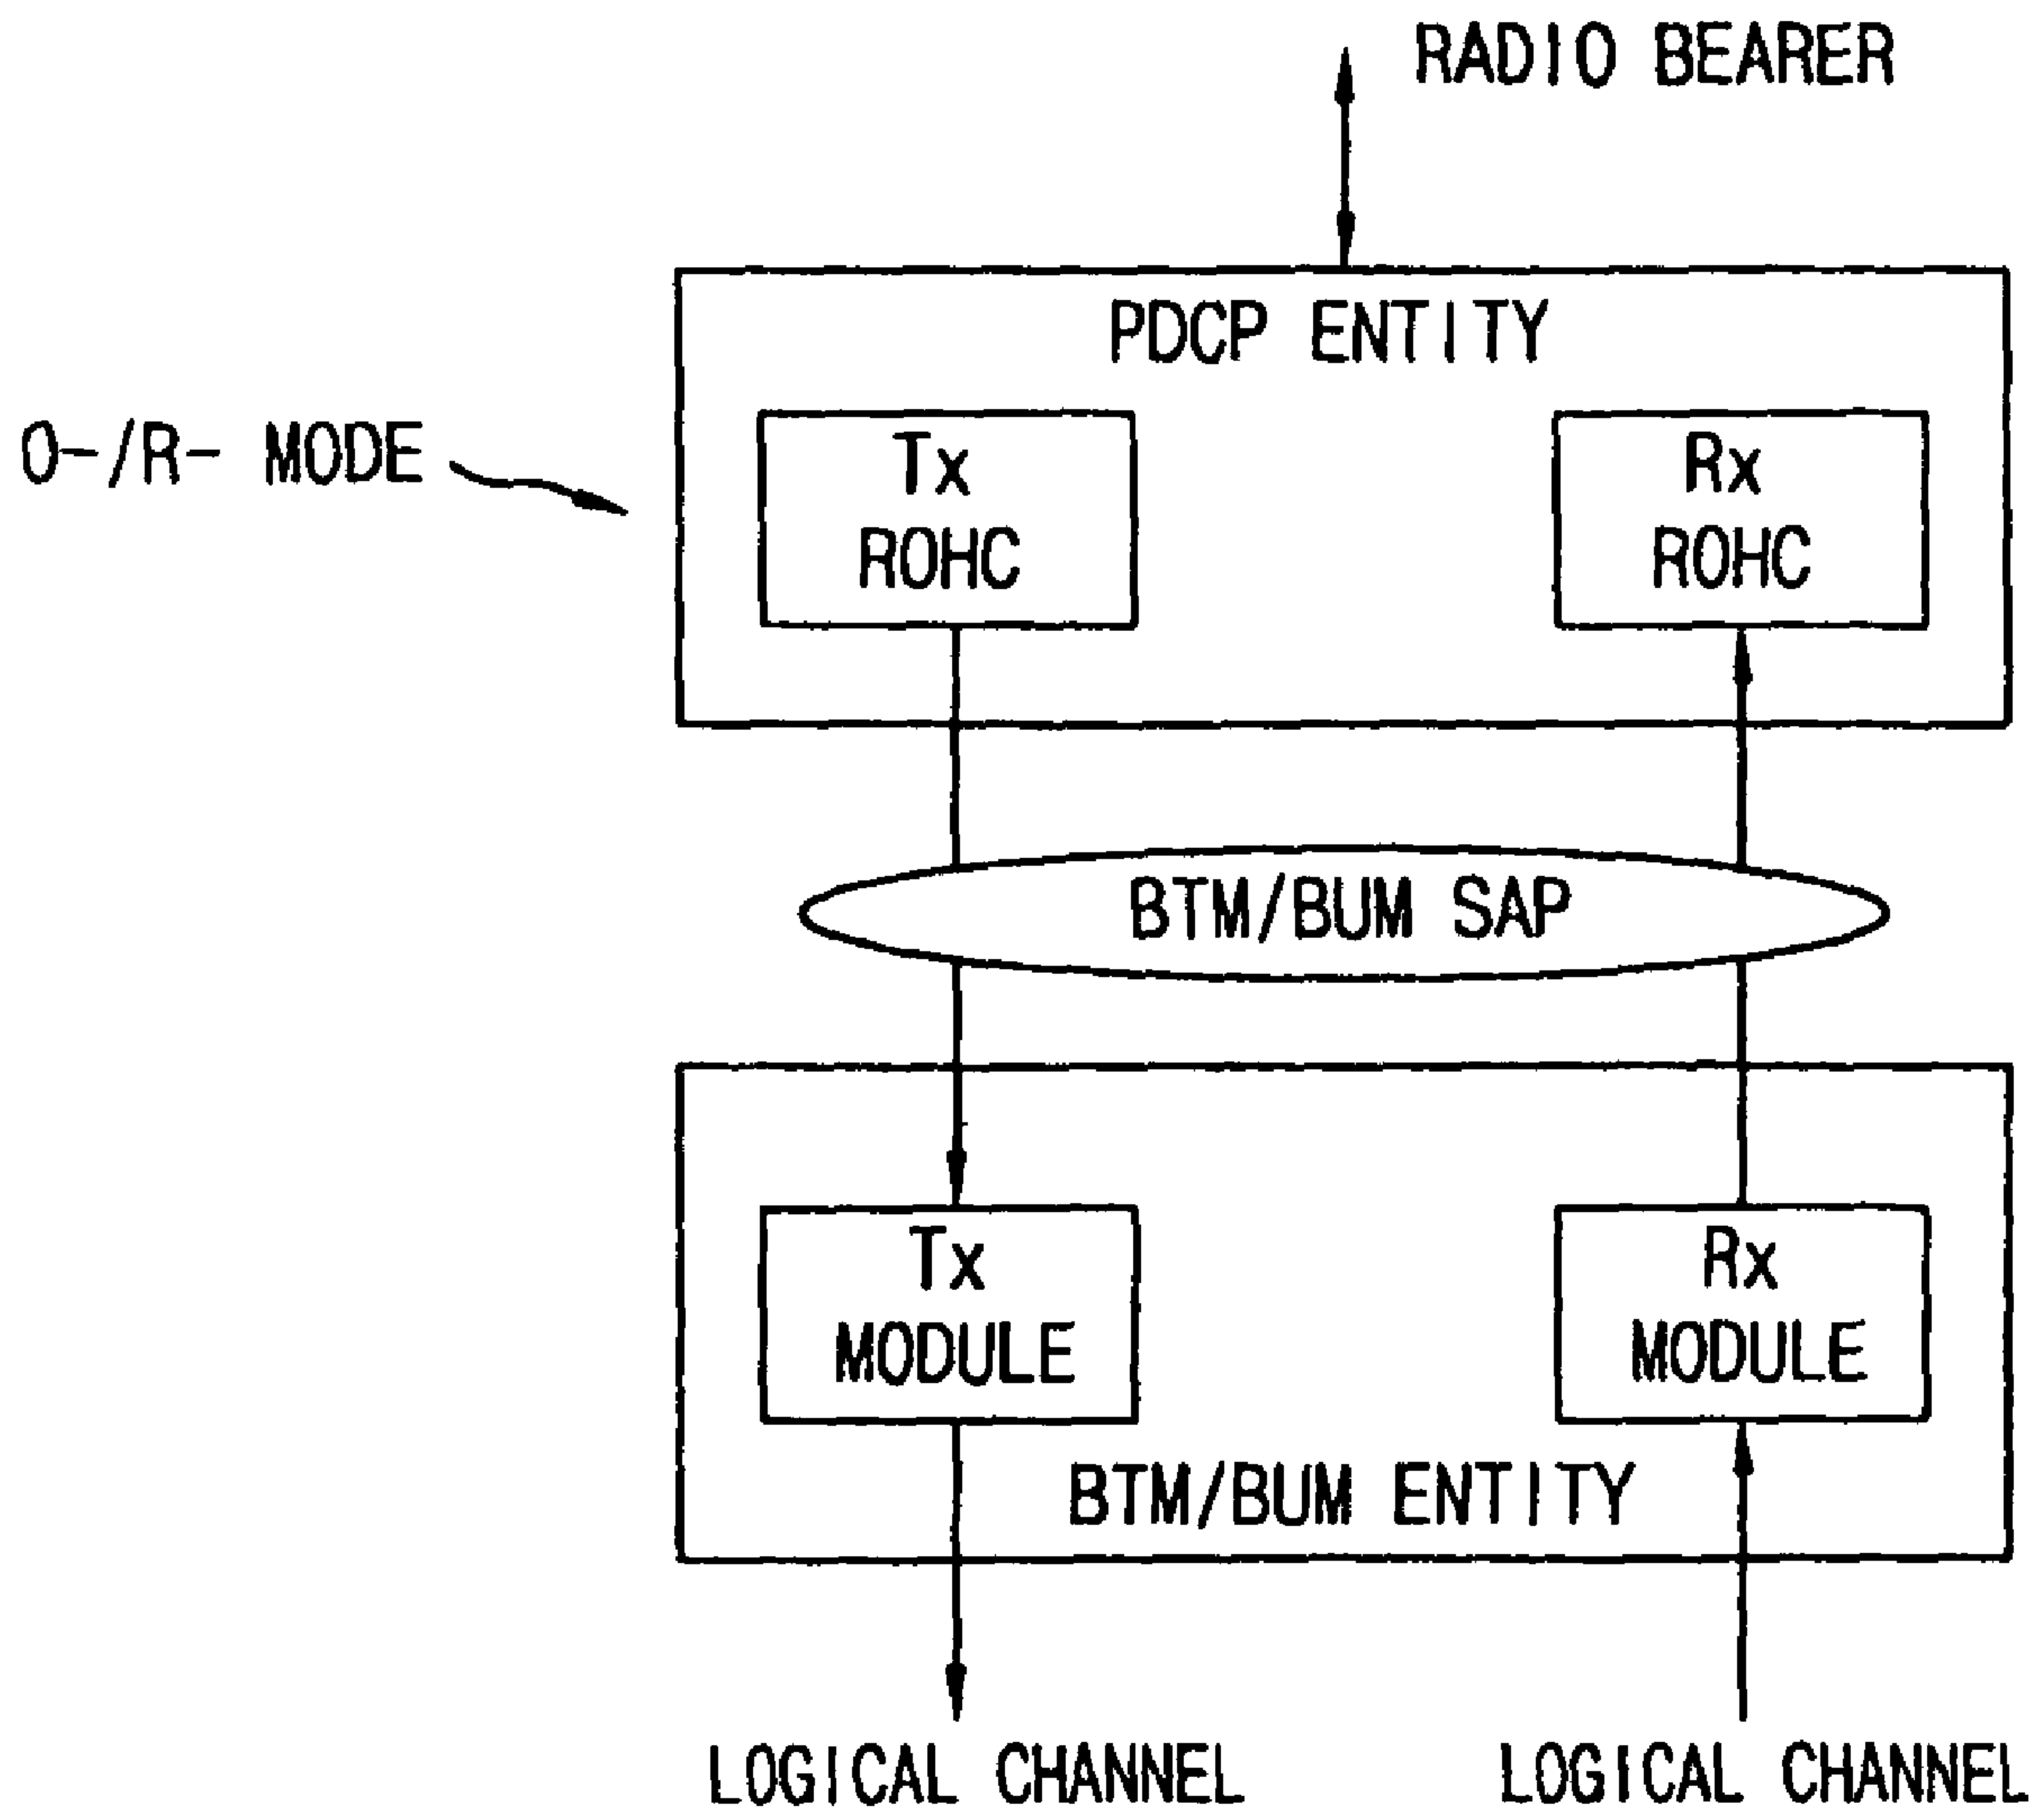 RADIO BEARER
PDCP ENTITY
O-/R- MODE
Tx
ROHC
Rx
ROHC
BTM/BUM SAP
Tx
MODULE
Rx
MODULE
BTM/BUM ENTITY
LOGICAL CHANNEL
LOGICAL CHANNEL